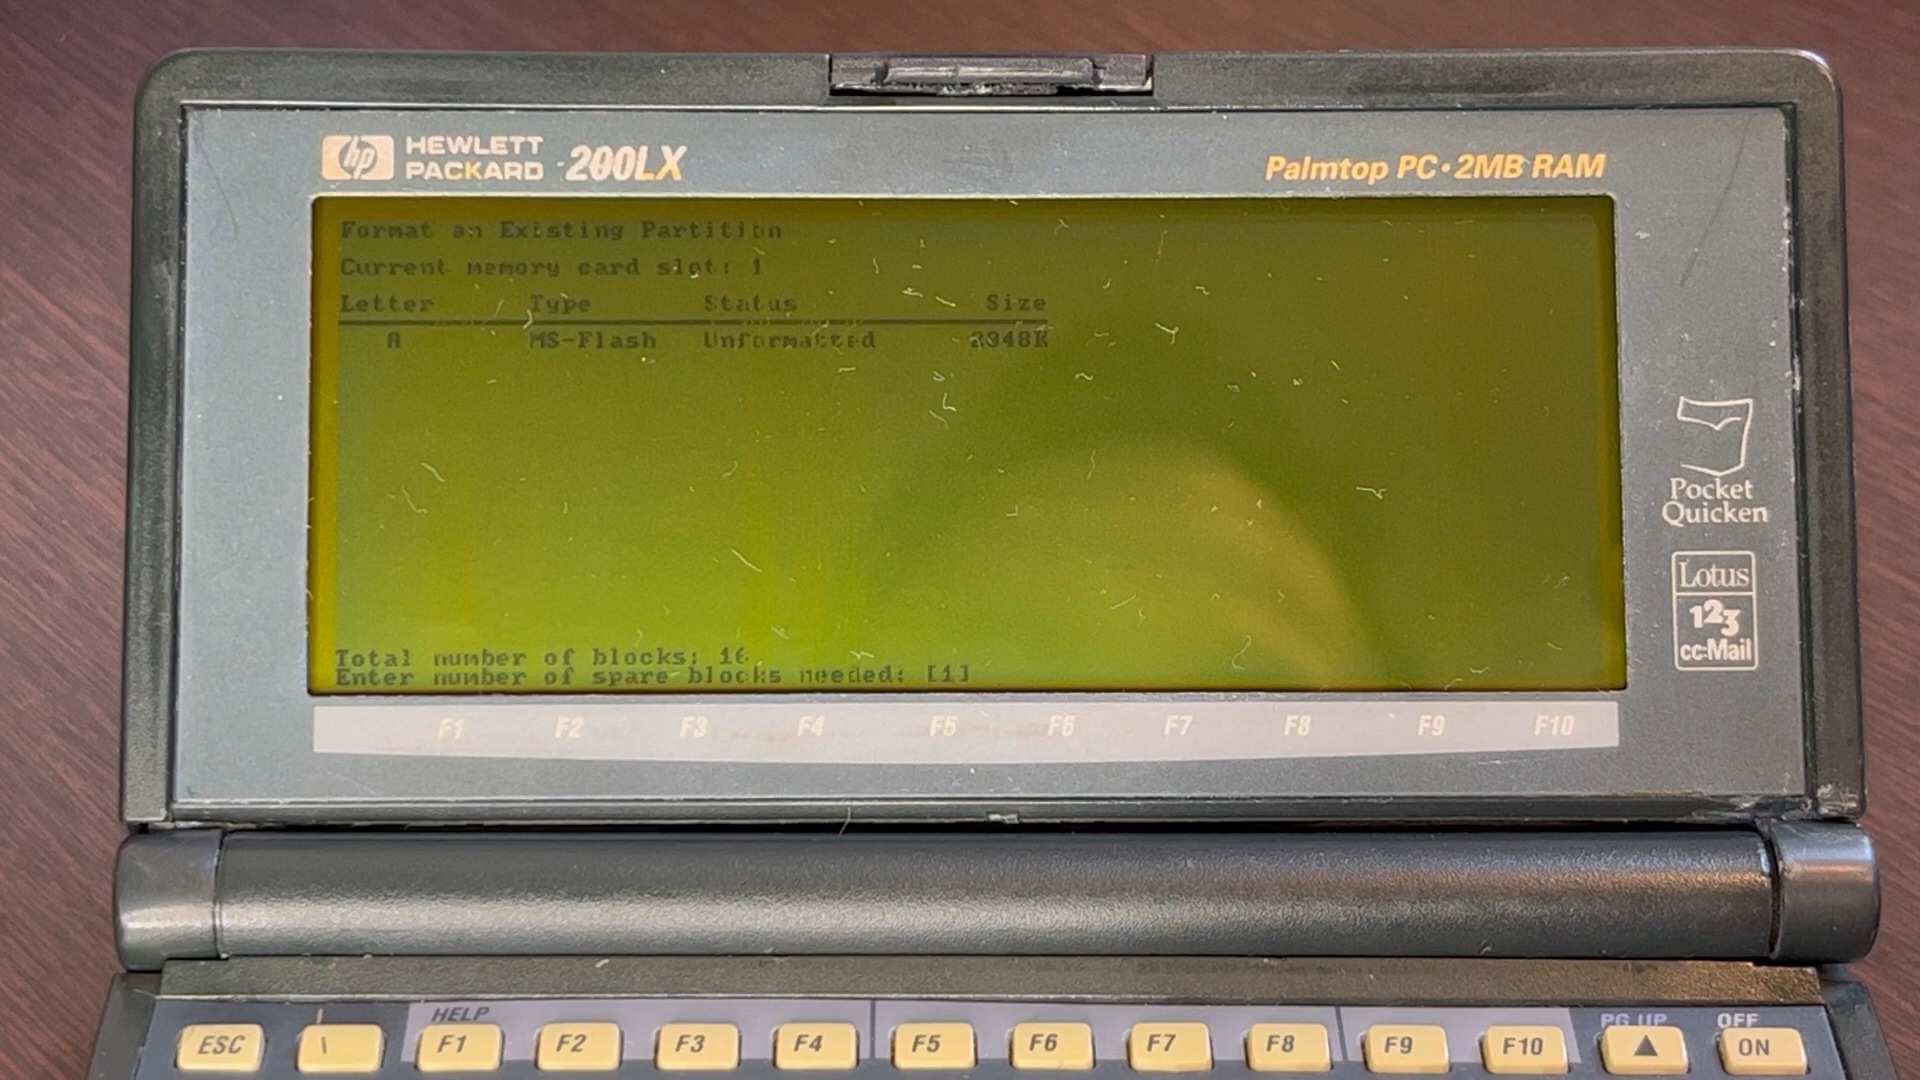 hp HEWLETT PACKARD 200LX
Palmtop PC • 2MB RAM
Format an Existing Partition
Current memory card slot: 1
Letter Type Status Size
A MS-Flash Unformatted 2048K
Total number of blocks: 16
Enter number of spare blocks needed: [1]
Pocket
Quicken
Lotus
123
cc:Mail
F1 F2 F3 F4 F5 F6 F7 F8 F9 F10
HELP PG UP OFF
ESC \ F1 F2 F3 F4 F5 F6 F7 F8 F9 F10 ▲ ON